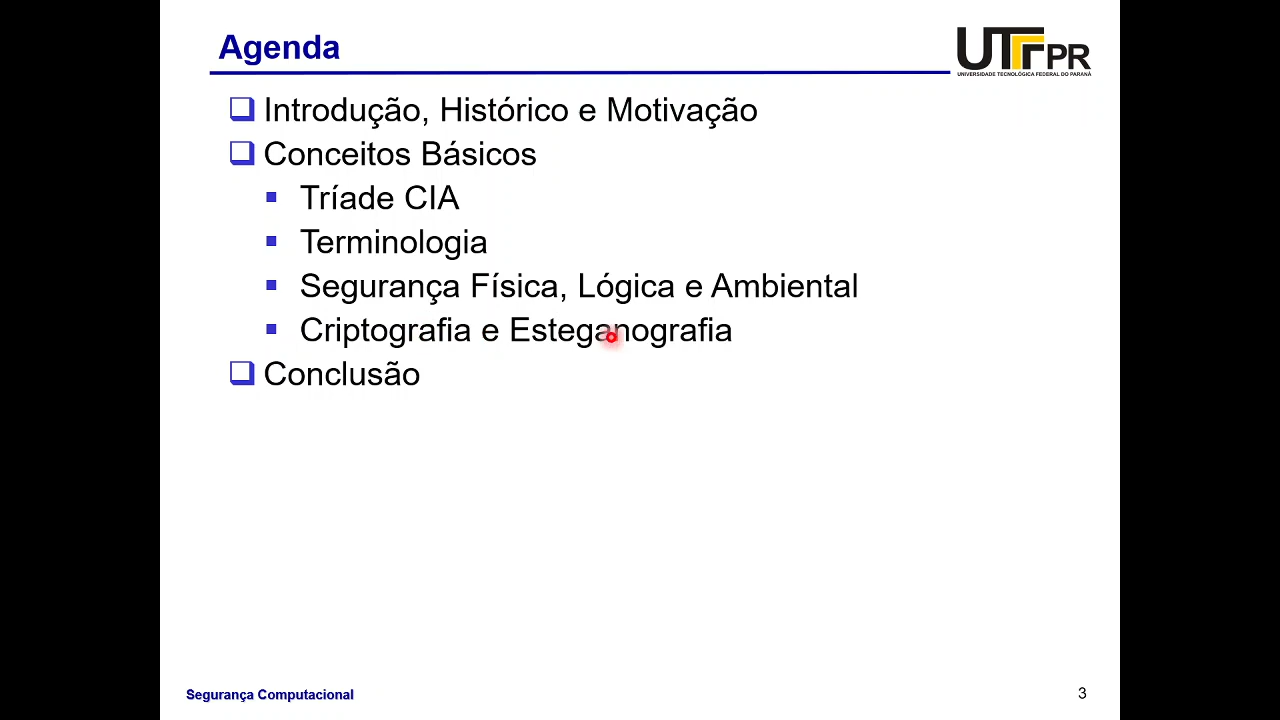 Agenda
UTFPR
UNIVERSIDADE TECNOLÓGICA FEDERAL DO PARANÁ
Introdução, Histórico e Motivação
Conceitos Básicos
Tríade CIA
Terminologia
Segurança Física, Lógica e Ambiental
Criptografia e Esteganografia
Conclusão
Segurança Computacional
3